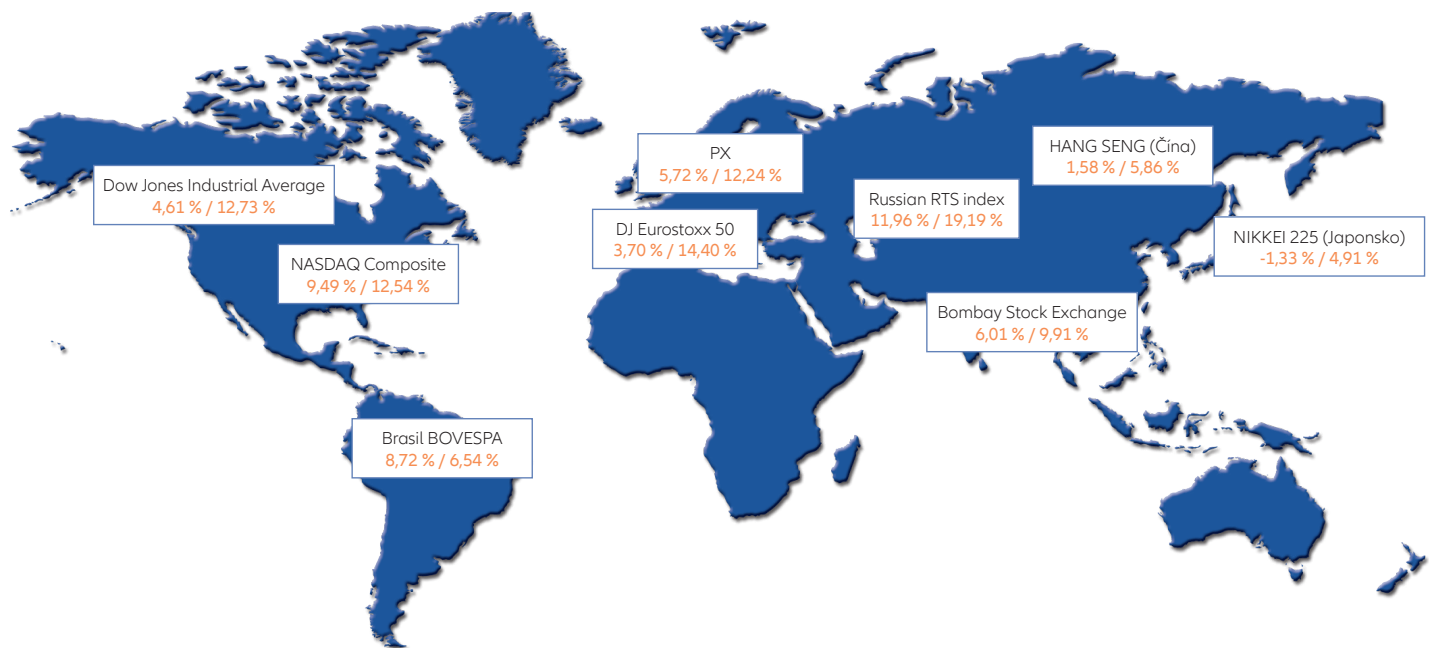 Dow Jones Industrial Average
4,61 % / 12,73 %
NASDAQ Composite
9,49 % / 12,54 %
Brasil BOVESPA
8,72 % / 6,54 %
PX
5,72 % / 12,24 %
DJ Eurostoxx 50
3,70 % / 14,40 %
Russian RTS index
11,96 % / 19,19 %
HANG SENG (Čína)
1,58 % / 5,86 %
NIKKEI 225 (Japonsko)
-1,33 % / 4,91 %
Bombay Stock Exchange
6,01 % / 9,91 %